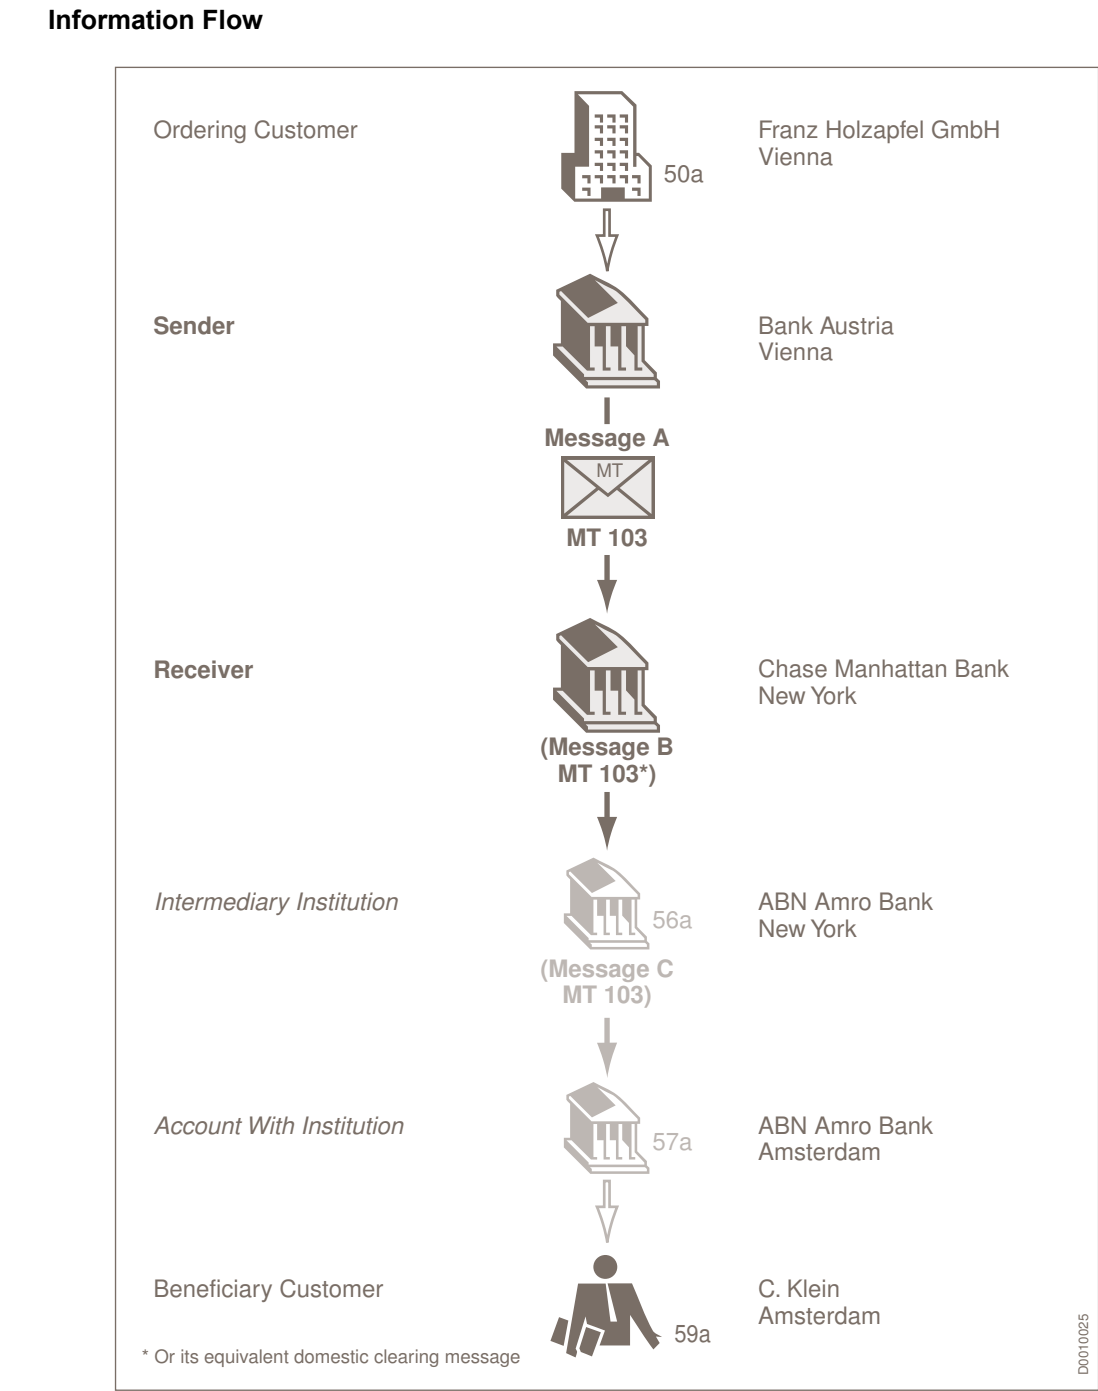 Information Flow
Ordering Customer
50a
Franz Holzapfel GmbH
Vienna
Sender
Bank Austria
Vienna
Message A
MT
MT 103
Receiver
Chase Manhattan Bank
New York
(Message B
MT 103*)
Intermediary Institution
56a
ABN Amro Bank
New York
(Message C
MT 103)
Account With Institution
57a
ABN Amro Bank
Amsterdam
Beneficiary Customer
59a
C. Klein
Amsterdam
* Or its equivalent domestic clearing message
D0010025